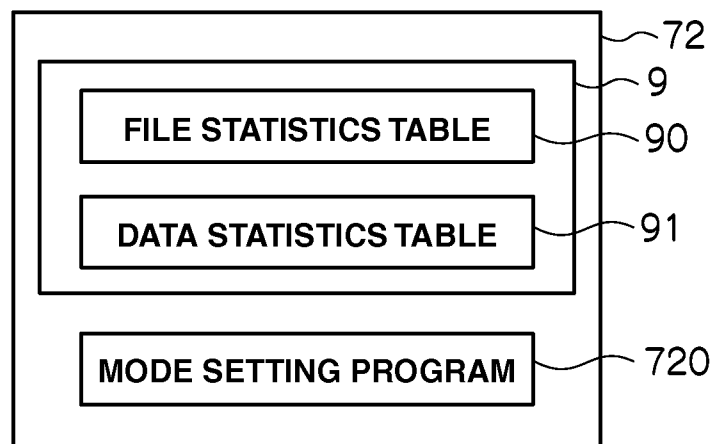 72
9
FILE STATISTICS TABLE
90
DATA STATISTICS TABLE
91
MODE SETTING PROGRAM
720